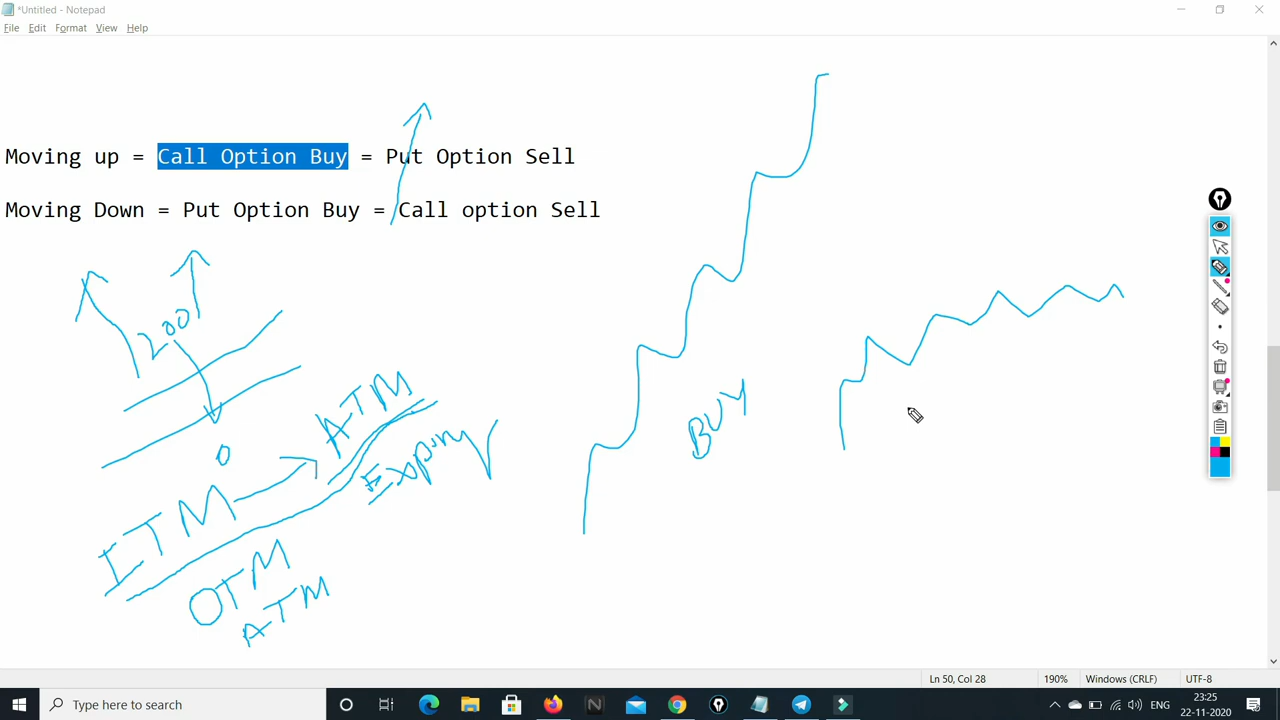 *Untitled - Notepad
File Edit Format View Help
Moving up = Call Option Buy = Put Option Sell
Moving Down = Put Option Buy = Call option Sell
200
0
ATM
Expiry
ITM
OTM
ATM
BUY
Ln 50, Col 28 190% Windows (CRLF) UTF-8
Type here to search
ENG
23:25
22-11-2020